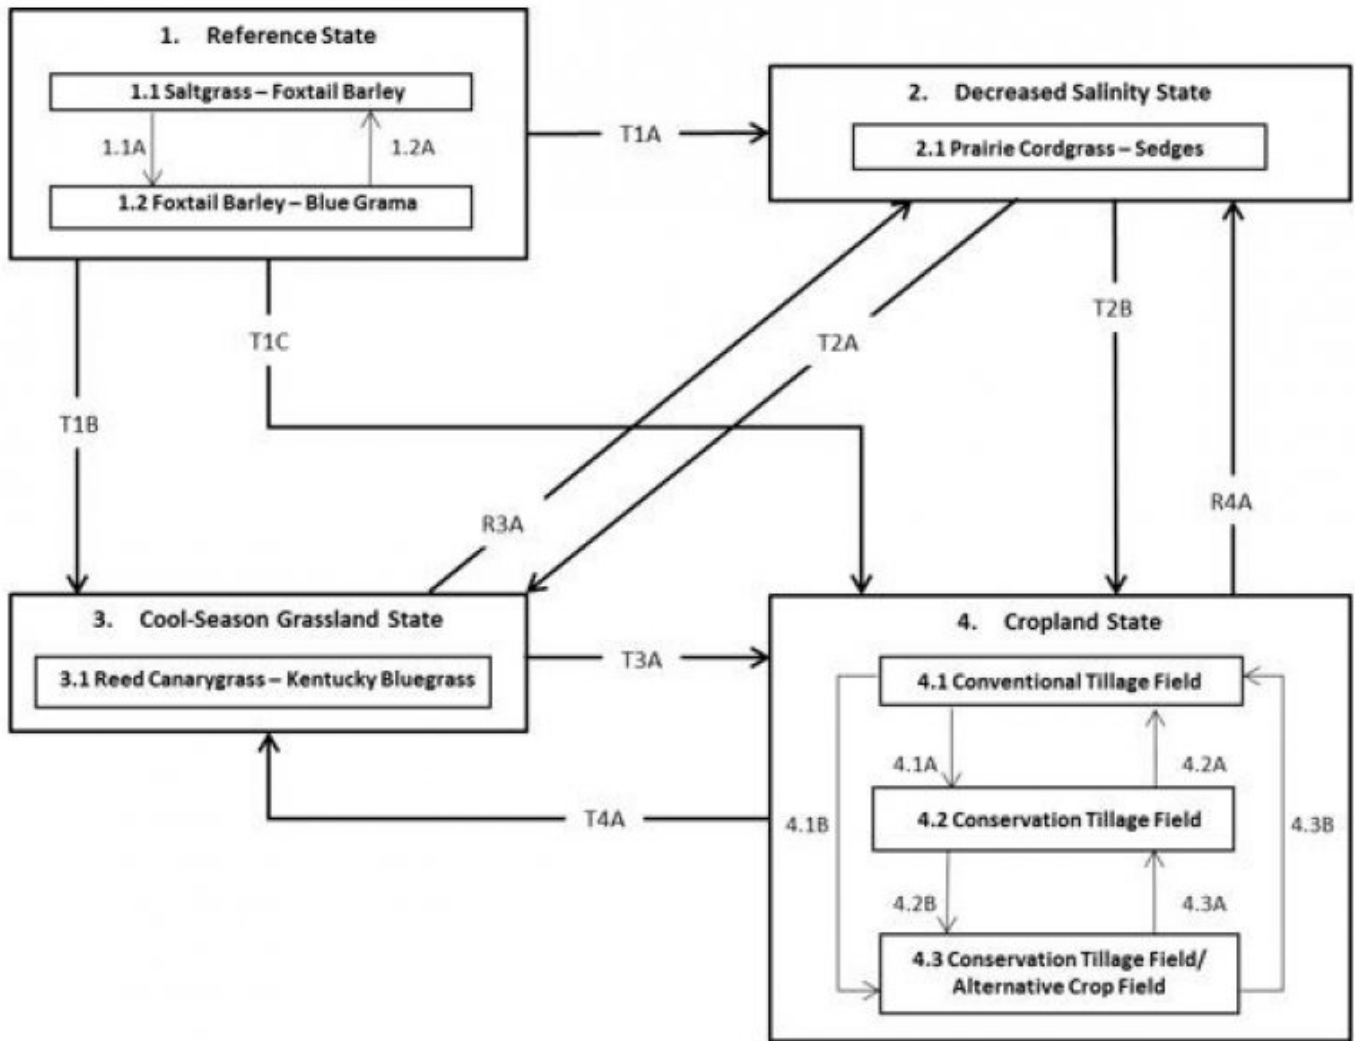 1. Reference State
1.1 Saltgrass – Foxtail Barley
1.1A
1.2A
1.2 Foxtail Barley – Blue Grama
T1A
2. Decreased Salinity State
2.1 Prairie Cordgrass – Sedges
T1B
T1C
T2A
T2B
R3A
R4A
3. Cool-Season Grassland State
3.1 Reed Canarygrass – Kentucky Bluegrass
T3A
T4A
4. Cropland State
4.1 Conventional Tillage Field
4.1A
4.2A
4.1B
4.2 Conservation Tillage Field
4.3B
4.2B
4.3A
4.3 Conservation Tillage Field/
Alternative Crop Field